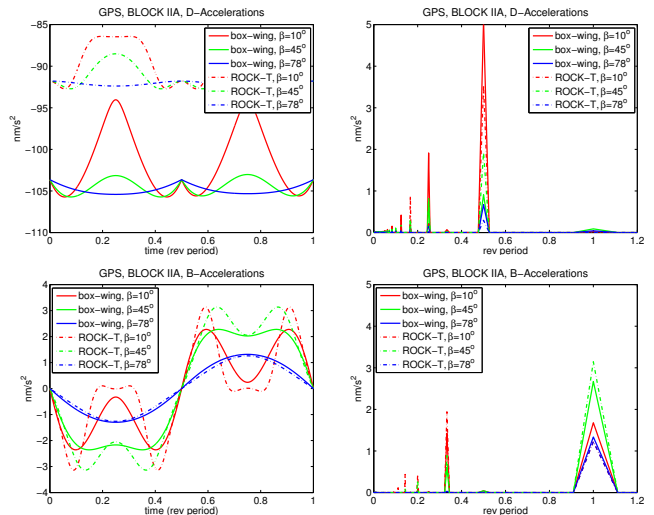 GPS, BLOCK IIA, D-Accelerations
-85
-90
-95
-100
-105
-110
nm/s²
0 0.2 0.4 0.6 0.8 1
time (rev period)
box-wing, β=10°
box-wing, β=45°
box-wing, β=78°
ROCK-T, β=10°
ROCK-T, β=45°
ROCK-T, β=78°
GPS, BLOCK IIA, D-Accelerations
5
4
3
2
1
0
nm/s²
0 0.2 0.4 0.6 0.8 1 1.2
rev period
box-wing, β=10°
box-wing, β=45°
box-wing, β=78°
ROCK-T, β=10°
ROCK-T, β=45°
ROCK-T, β=78°
GPS, BLOCK IIA, B-Accelerations
4
3
2
1
0
-1
-2
-3
-4
nm/s²
0 0.2 0.4 0.6 0.8 1
time (rev period)
box-wing, β=10°
box-wing, β=45°
box-wing, β=78°
ROCK-T, β=10°
ROCK-T, β=45°
ROCK-T, β=78°
GPS, BLOCK IIA, B-Accelerations
5
4
3
2
1
0
nm/s²
0 0.2 0.4 0.6 0.8 1 1.2
rev period
box-wing, β=10°
box-wing, β=45°
box-wing, β=78°
ROCK-T, β=10°
ROCK-T, β=45°
ROCK-T, β=78°